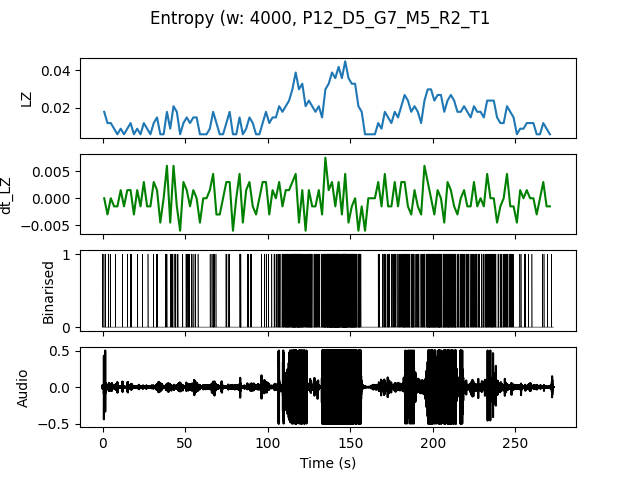 Entropy (w: 4000, P12_D5_G7_M5_R2_T1
0.04
0.02
LZ
0.005
0.000
−0.005
dt_LZ
1
0
Binarised
0.5
0.0
−0.5
Audio
0 50 100 150 200 250
Time (s)